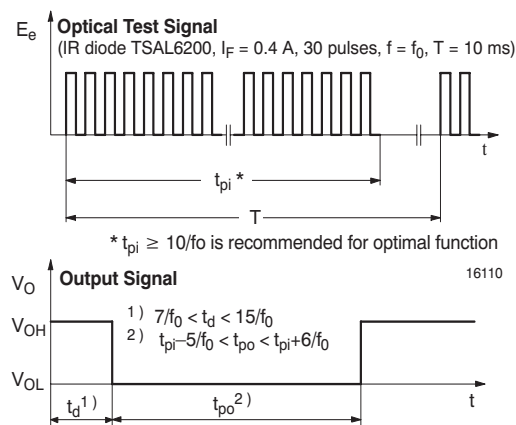 Eₑ Optical Test Signal
(IR diode TSAL6200, I_F = 0.4 A, 30 pulses, f = f₀, T = 10 ms)
t
t_pi *
T
* t_pi ≥ 10/fo is recommended for optimal function
16110
V_O Output Signal
V_OH
1) 7/f₀ < t_d < 15/f₀
2) t_pi–5/f₀ < t_po < t_pi+6/f₀
V_OL
t
t_d 1)
t_po 2)